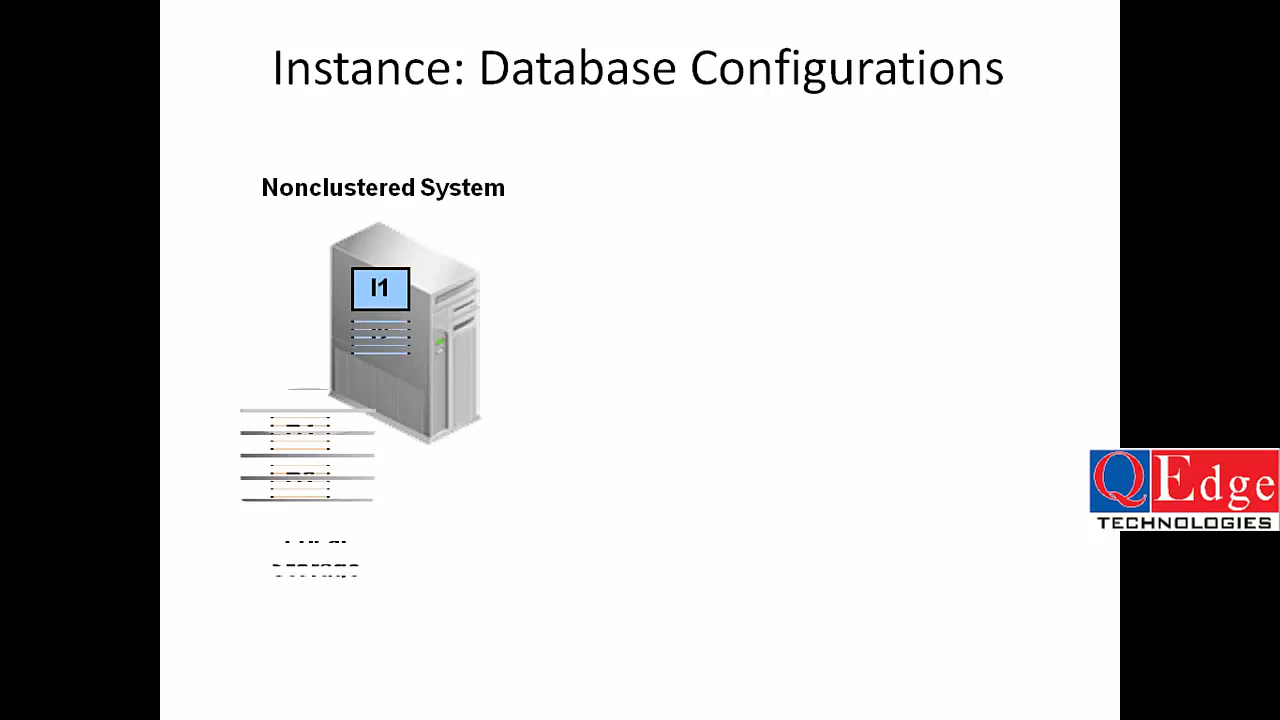 Instance: Database Configurations
Nonclustered System
I1
QEdge
TECHNOLOGIES